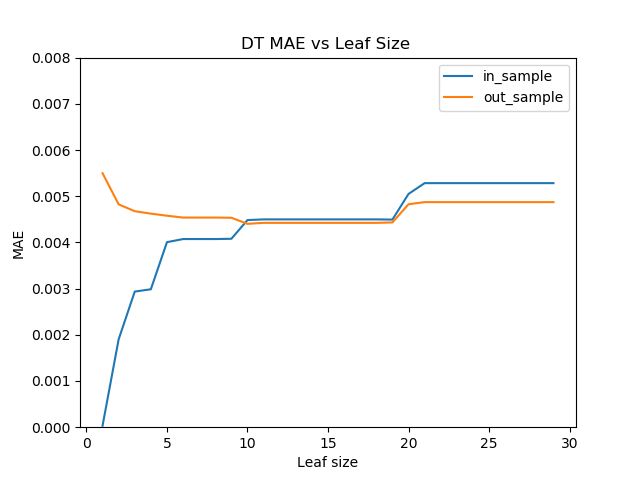 DT MAE vs Leaf Size
in_sample
out_sample
0.008
0.007
0.006
0.005
0.004
0.003
0.002
0.001
0.000
MAE
0 5 10 15 20 25 30
Leaf size